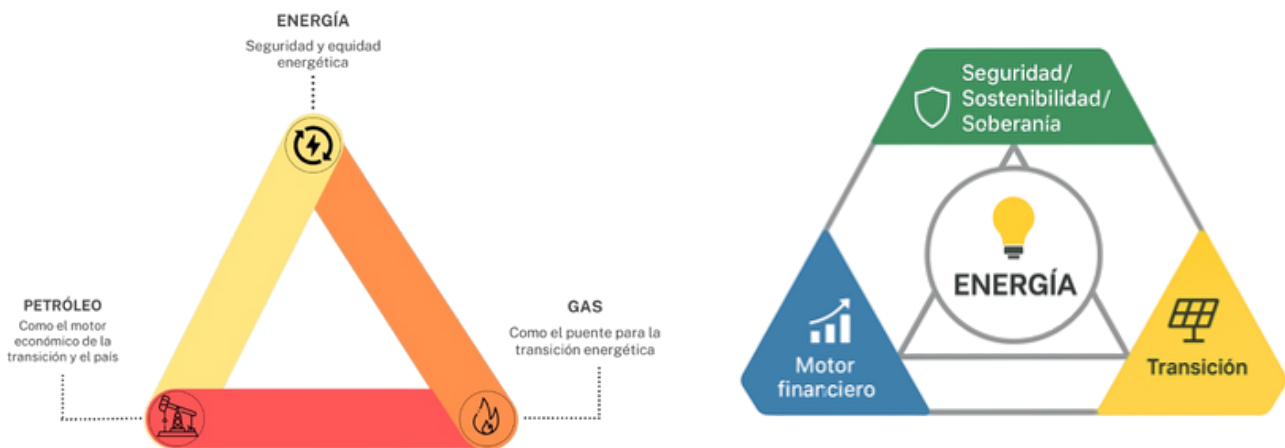 ENERGÍA
Seguridad y equidad
energética
PETRÓLEO
Como el motor
económico de la
transición y el país
GAS
Como el puente para la
transición energética
Seguridad/
Sostenibilidad/
Soberanía
ENERGÍA
Motor
financiero
Transición